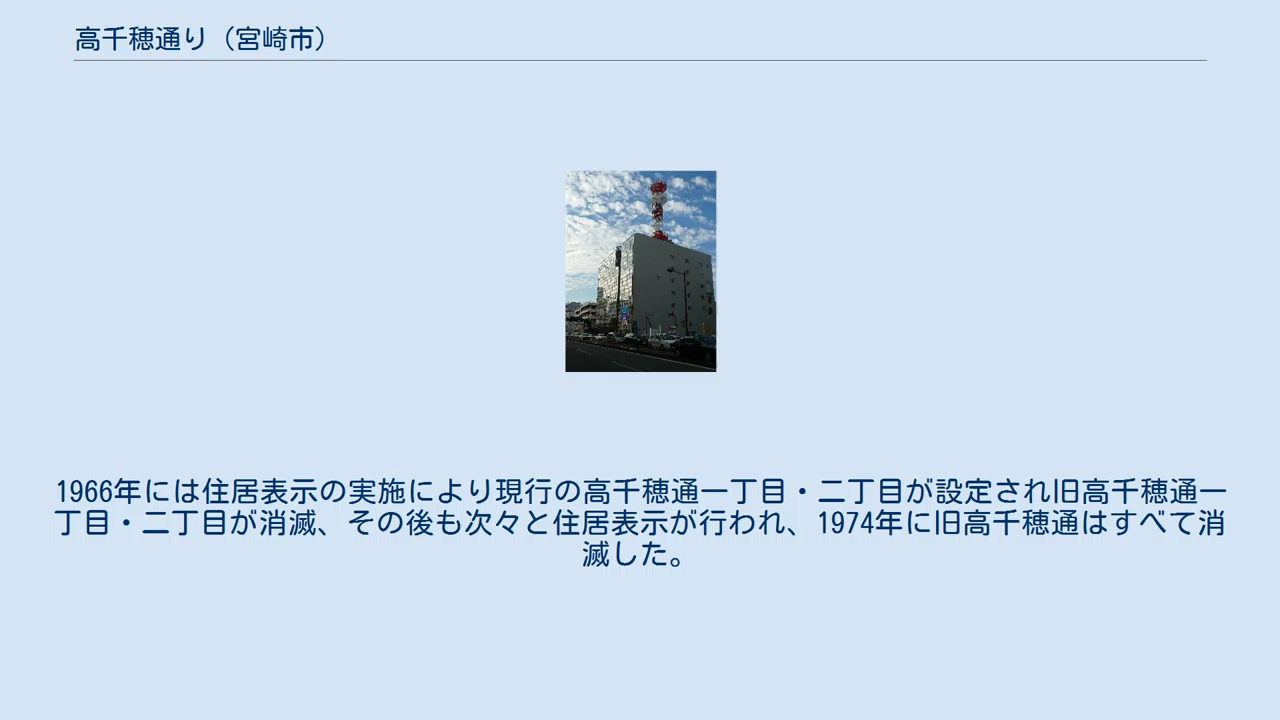 高千穂通り（宮崎市）
1966年には住居表示の実施により現行の高千穂通一丁目・二丁目が設定され旧高千穂通一
丁目・二丁目が消滅、その後も次々と住居表示が行われ、1974年に旧高千穂通はすべて消
滅した。